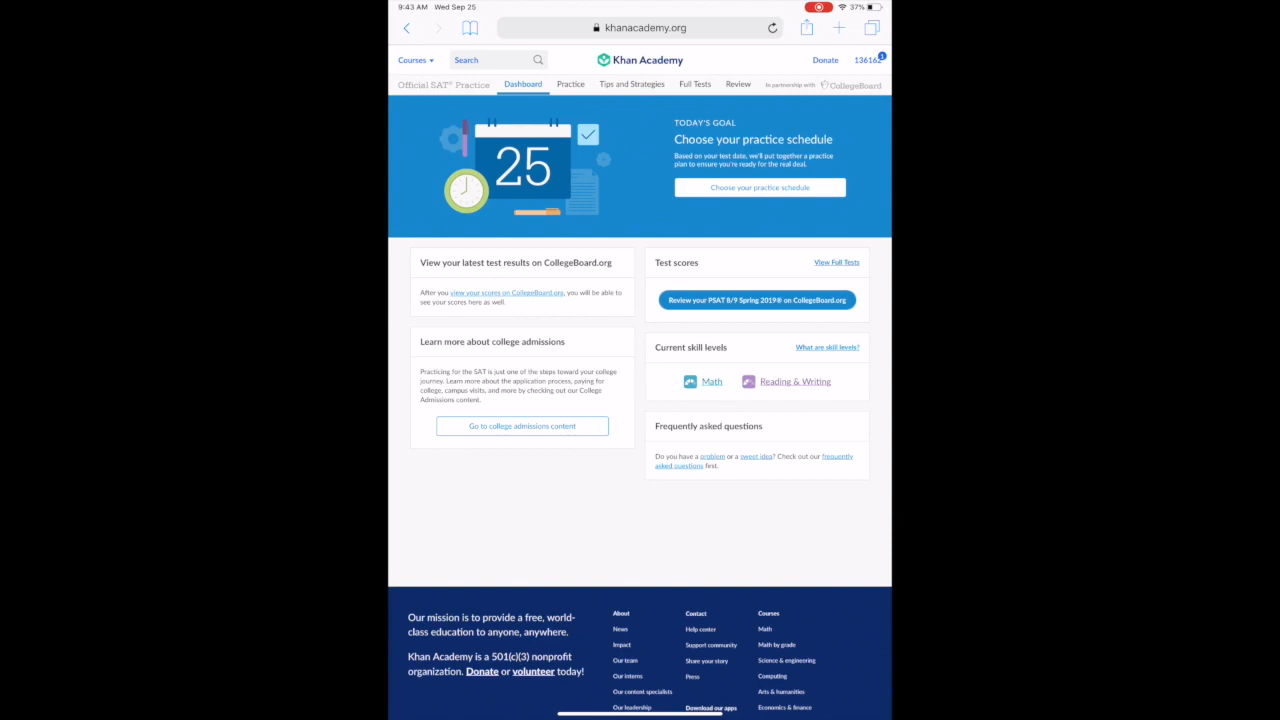 9:43 AM Wed Sep 25
37%
khanacademy.org
Courses
Search
Khan Academy
Donate
136162
1
Official SAT® Practice
Dashboard
Practice
Tips and Strategies
Full Tests
Review
In partnership with
CollegeBoard
25
TODAY'S GOAL
Choose your practice schedule
Based on your test date, we'll put together a practice
plan to ensure you're ready for the real deal.
Choose your practice schedule
View your latest test results on CollegeBoard.org
After you view your scores on CollegeBoard.org, you will be able to
see your scores here as well.
Learn more about college admissions
Practicing for the SAT is just one of the steps toward your college
journey. Learn more about the application process, paying for
college, campus visits, and more by checking out our College
Admissions content.
Go to college admissions content
Test scores
View Full Tests
Review your PSAT 8/9 Spring 2019® on CollegeBoard.org
Current skill levels
What are skill levels?
Math
Reading & Writing
Frequently asked questions
Do you have a problem or a sweet idea? Check out our frequently
asked questions first.
Our mission is to provide a free, world-
class education to anyone, anywhere.
Khan Academy is a 501(c)(3) nonprofit
organization. Donate or volunteer today!
About
News
Impact
Our team
Our interns
Our content specialists
Our leadership
Contact
Help center
Support community
Share your story
Press
Download our apps
Courses
Math
Math by grade
Science & engineering
Computing
Arts & humanities
Economics & finance